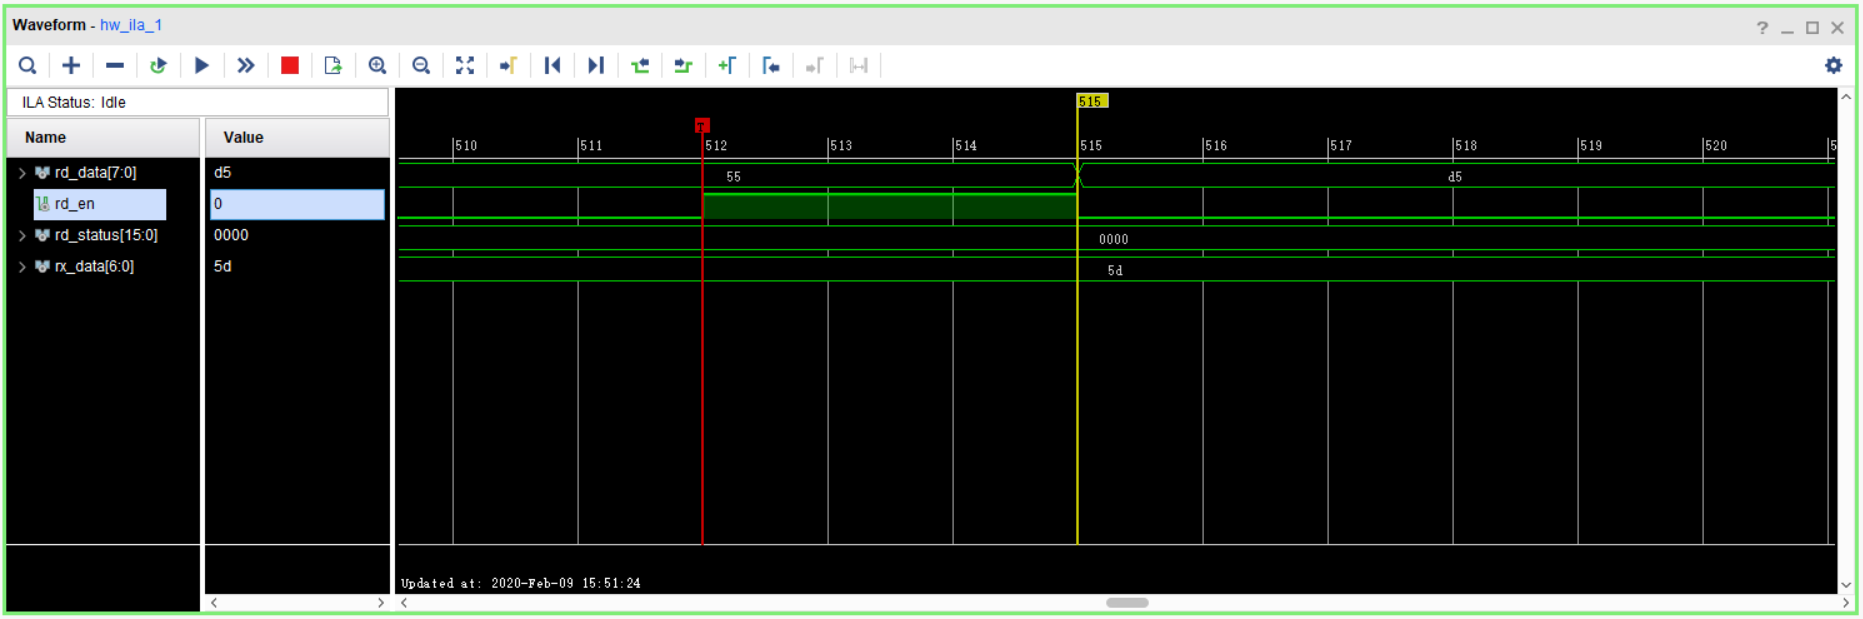 Waveform - hw_ila_1
?
ILA Status: Idle
Name Value
515
T
510 511 512 513 514 515 516 517 518 519 520 5
rd_data[7:0] d5 55 d5
rd_en 0
rd_status[15:0] 0000 0000
rx_data[6:0] 5d 5d
Updated at: 2020-Feb-09 15:51:24